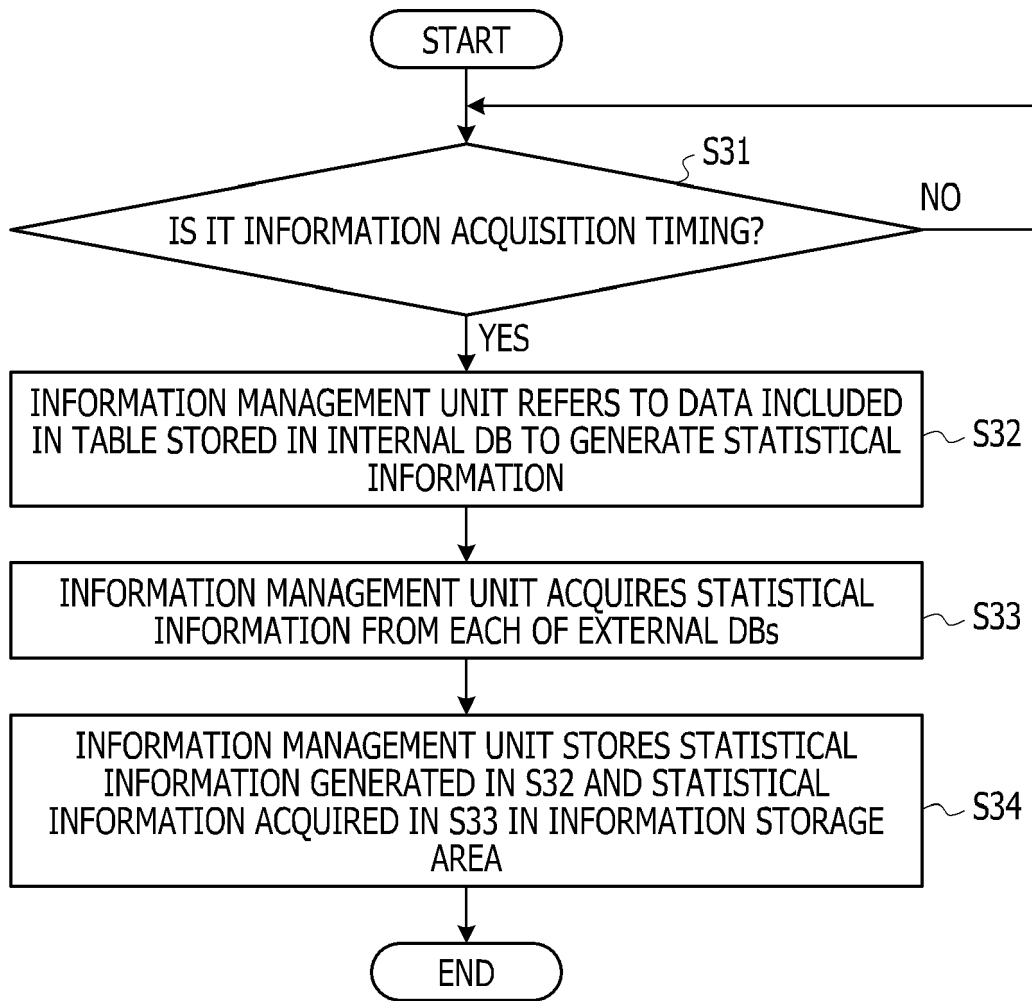 START
S31
IS IT INFORMATION ACQUISITION TIMING?
NO
YES
INFORMATION MANAGEMENT UNIT REFERS TO DATA INCLUDED
IN TABLE STORED IN INTERNAL DB TO GENERATE STATISTICAL
INFORMATION
S32
INFORMATION MANAGEMENT UNIT ACQUIRES STATISTICAL
INFORMATION FROM EACH OF EXTERNAL DBs
S33
INFORMATION MANAGEMENT UNIT STORES STATISTICAL
INFORMATION GENERATED IN S32 AND STATISTICAL
INFORMATION ACQUIRED IN S33 IN INFORMATION STORAGE
AREA
S34
END